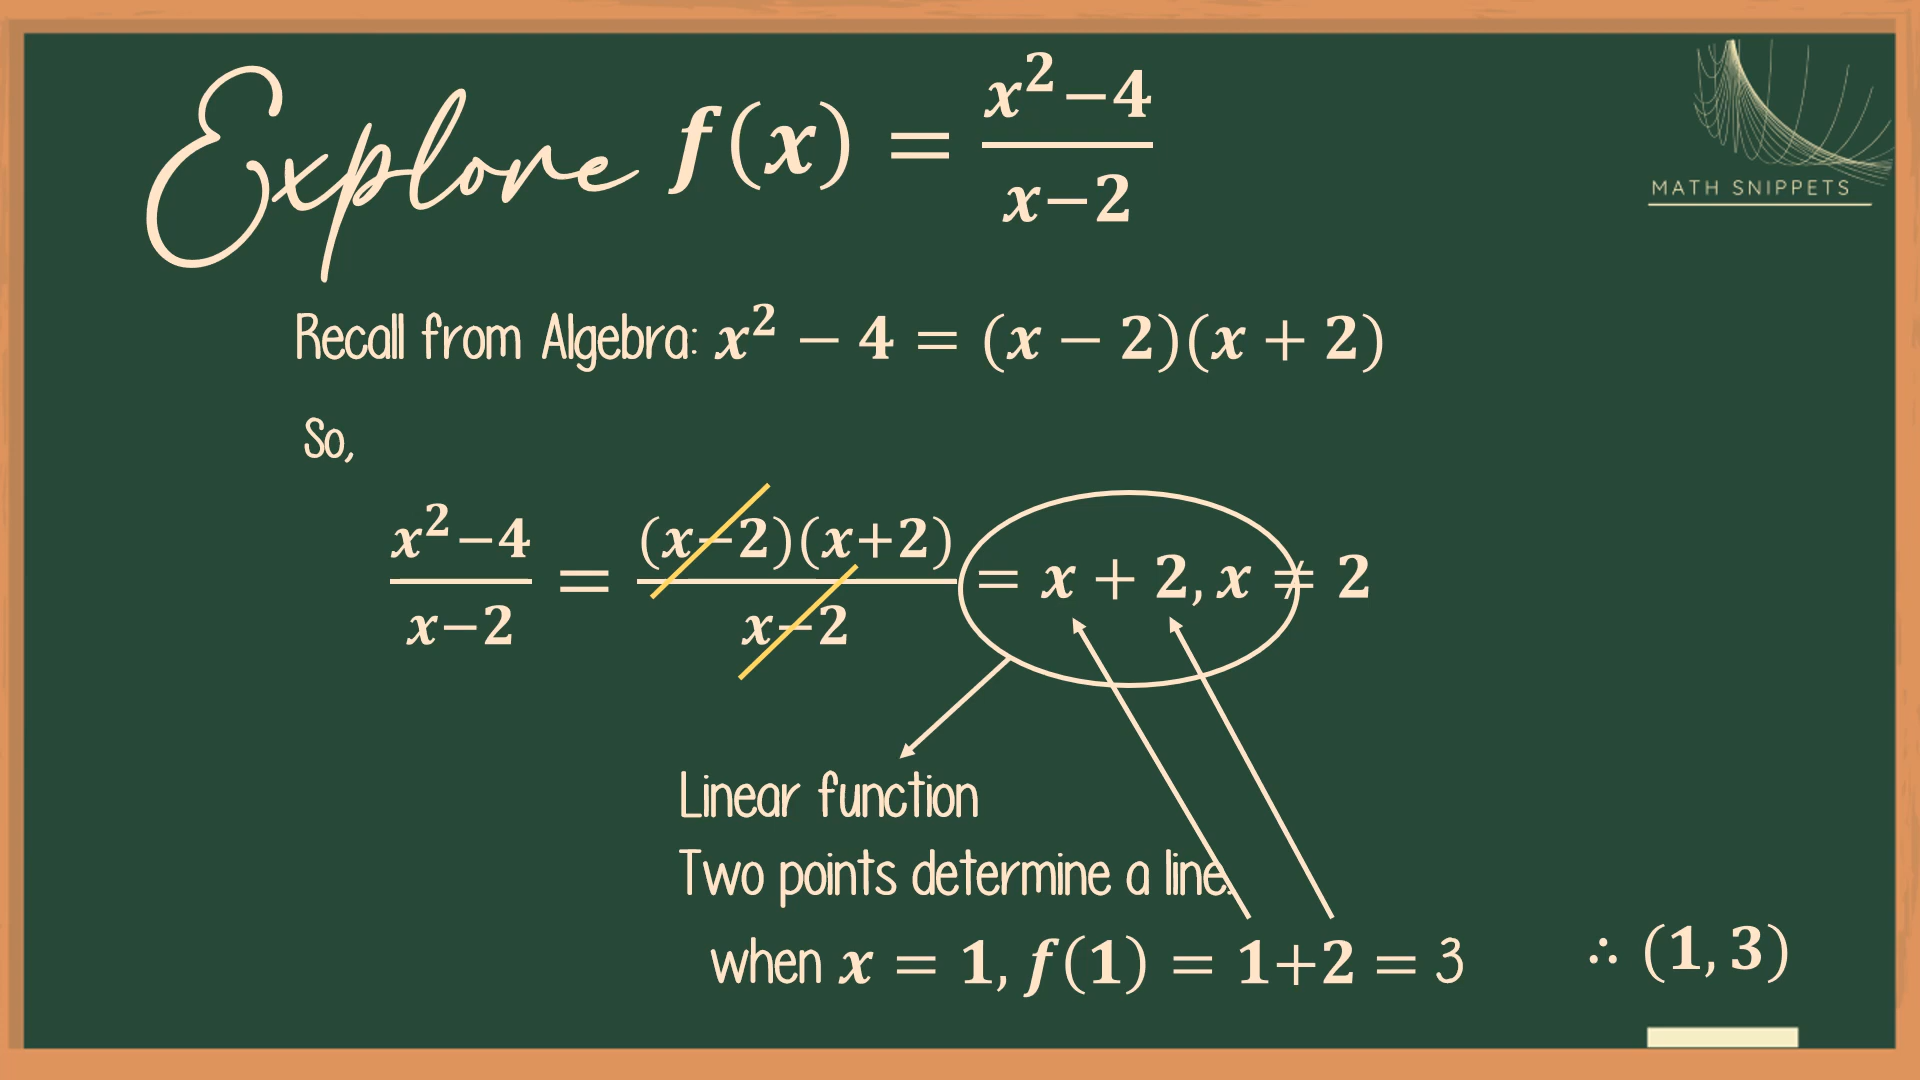 Explore f(x) = x²−4 / x−2
MATH SNIPPETS
Recall from Algebra: x² − 4 = (x − 2)(x + 2)
So,
x²−4 / x−2 = (x−2)(x+2) / x−2 = x + 2, x ≠ 2
Linear function
Two points determine a line.
when x = 1, f(1) = 1+2 = 3 ∴ (1, 3)